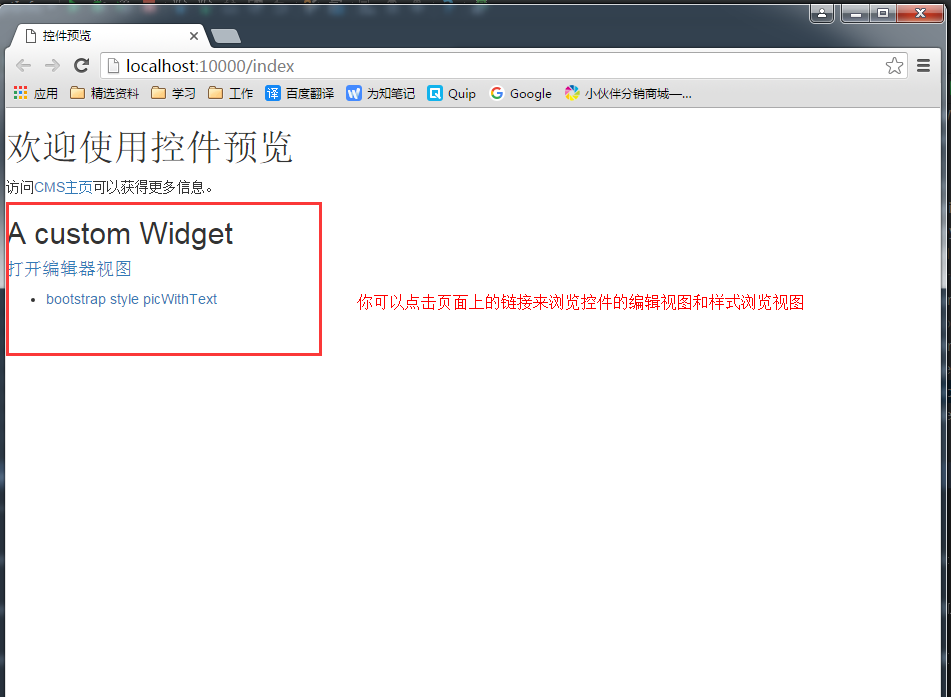 控件预览
localhost:10000/index
应用 精选资料 学习 工作 百度翻译 为知笔记 Quip Google 小伙伴分销商城—...
欢迎使用控件预览
访问CMS主页可以获得更多信息。
A custom Widget
打开编辑器视图
bootstrap style picWithText
你可以点击页面上的链接来浏览控件的编辑视图和样式浏览视图